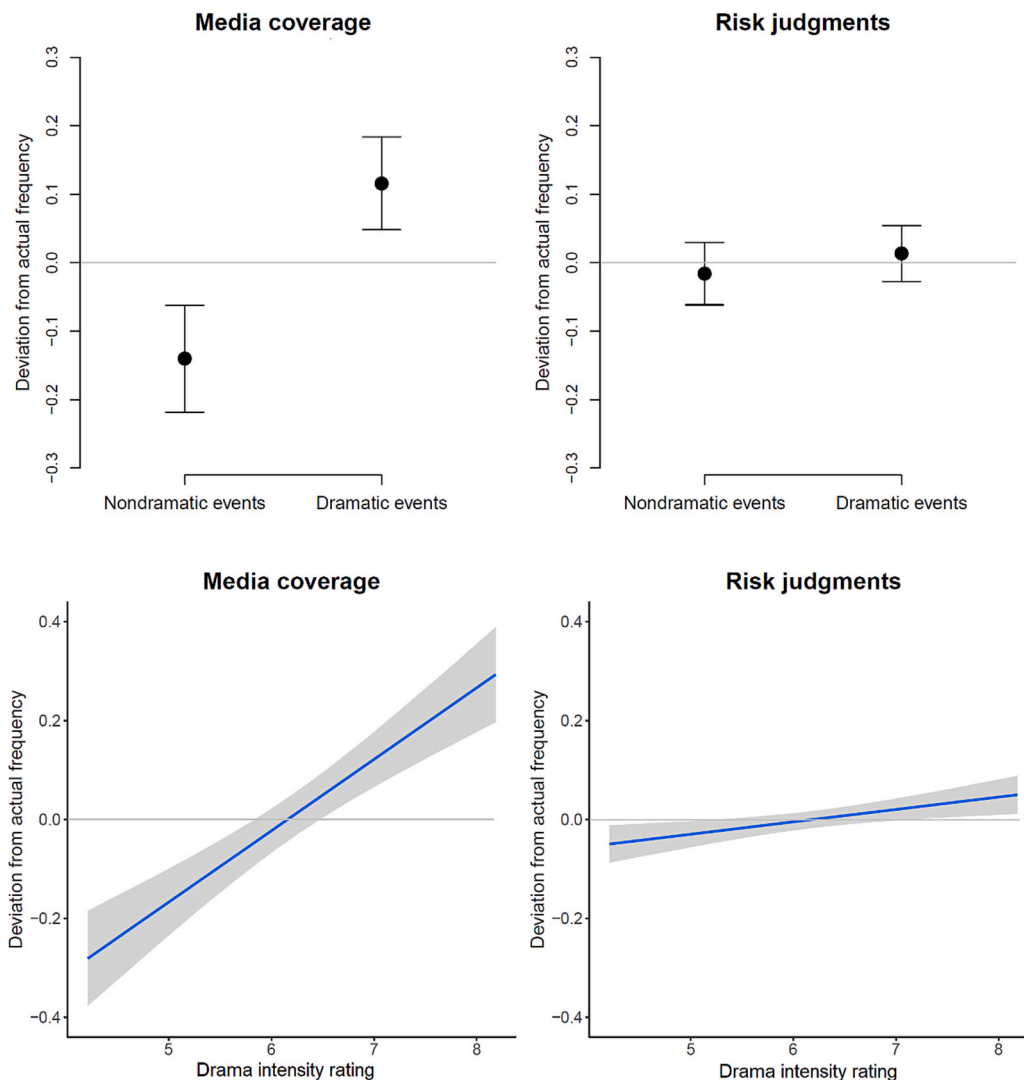 Media coverage
Deviation from actual frequency
0.3
0.2
0.1
0.0
−0.1
−0.2
−0.3
Nondramatic events
Dramatic events
Risk judgments
Deviation from actual frequency
0.3
0.2
0.1
0.0
−0.1
−0.2
−0.3
Nondramatic events
Dramatic events
Media coverage
Deviation from actual frequency
0.4
0.2
0.0
−0.2
−0.4
5 6 7 8
Drama intensity rating
Risk judgments
Deviation from actual frequency
0.4
0.2
0.0
−0.2
−0.4
5 6 7 8
Drama intensity rating